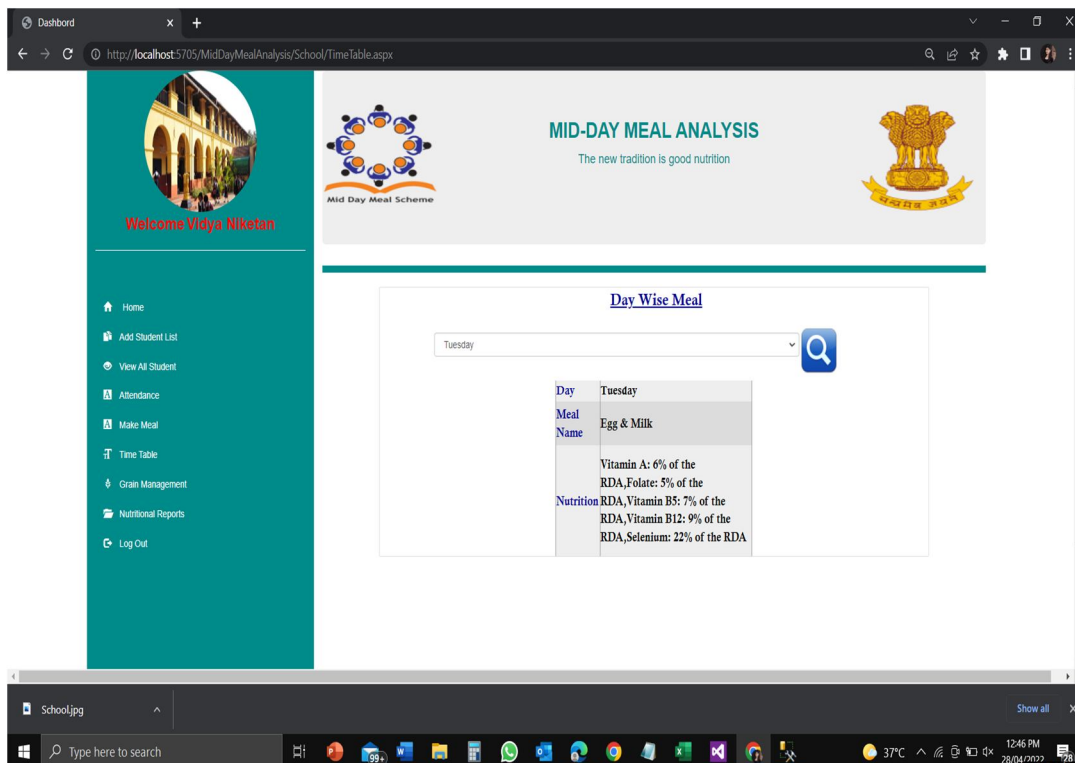 Dashbord
http://localhost:5705/MidDayMealAnalysis/School/TimeTable.aspx
Welcome Vidya Niketan
Home
Add Student List
View All Student
Attendance
Make Meal
Time Table
Grain Management
Nutritional Reports
Log Out
Mid Day Meal Scheme
MID-DAY MEAL ANALYSIS
The new tradition is good nutrition
सत्यमेव जयते
Day Wise Meal
Tuesday
Day Tuesday
Meal
Name
Egg & Milk
Nutrition
Vitamin A: 6% of the
RDA,Folate: 5% of the
RDA,Vitamin B5: 7% of the
RDA,Vitamin B12: 9% of the
RDA,Selenium: 22% of the RDA
School.jpg
Show all
Type here to search
99+
37°C
12:46 PM
28/04/2022
28